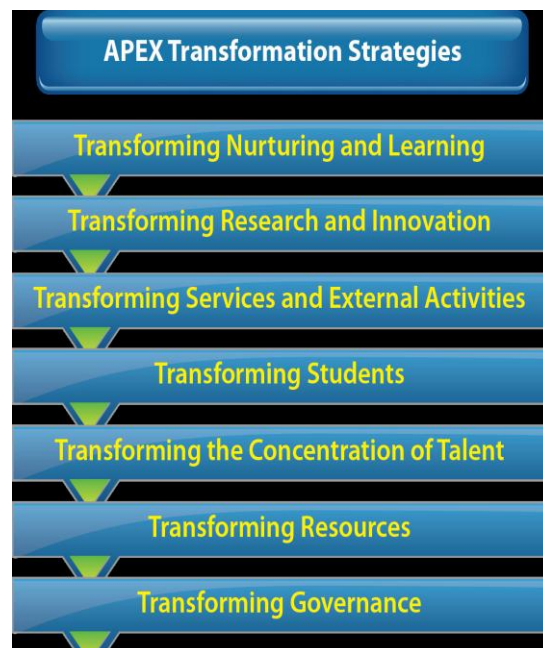 APEX Transformation Strategies
Transforming Nurturing and Learning
Transforming Research and Innovation
Transforming Services and External Activities
Transforming Students
Transforming the Concentration of Talent
Transforming Resources
Transforming Governance